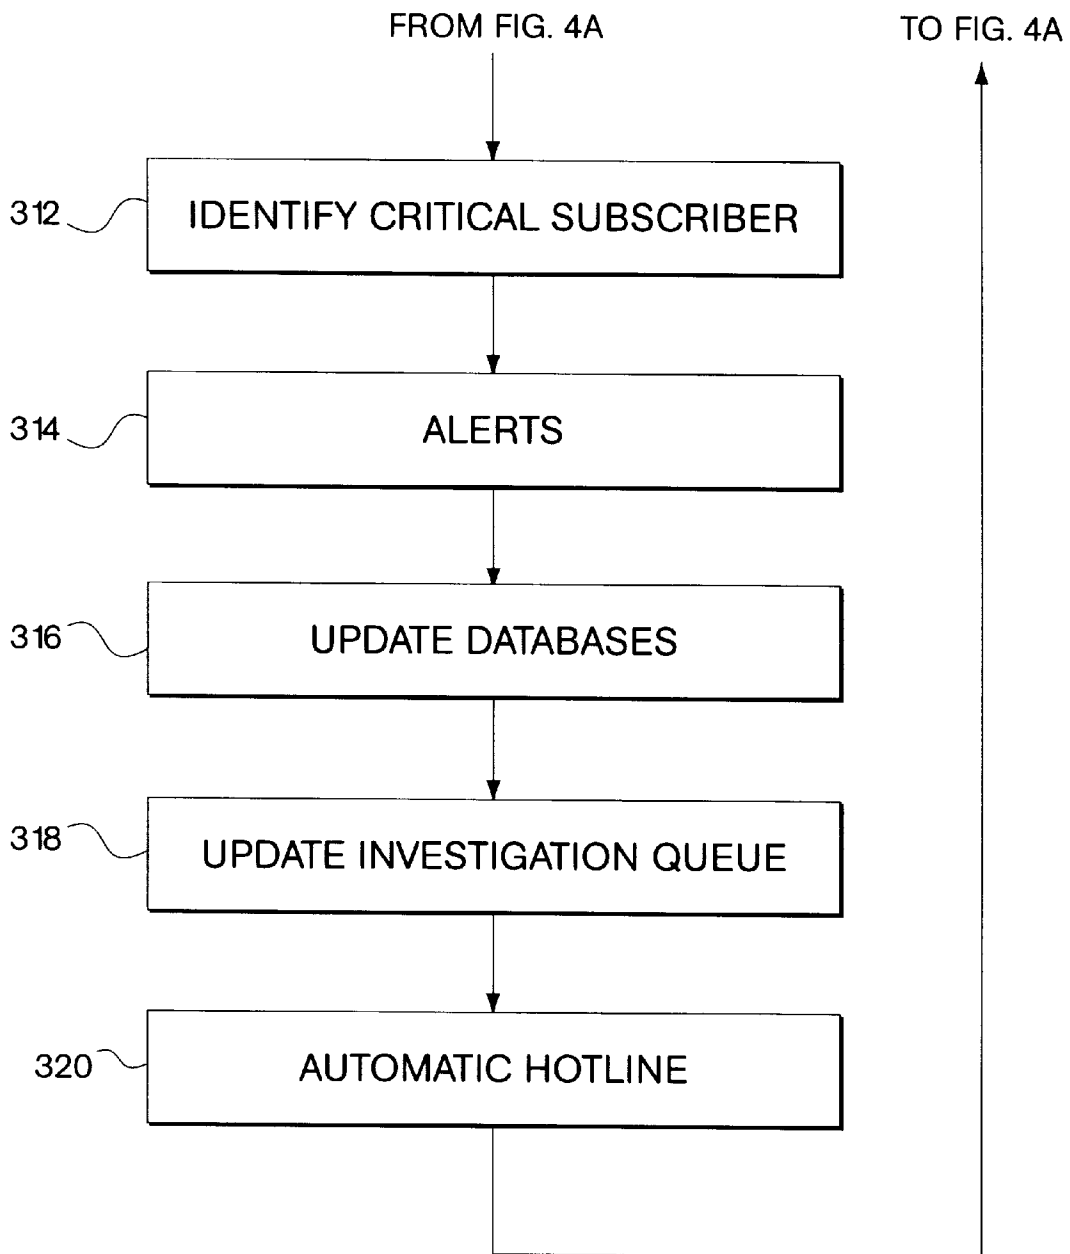 FROM FIG. 4A
TO FIG. 4A
312
IDENTIFY CRITICAL SUBSCRIBER
314
ALERTS
316
UPDATE DATABASES
318
UPDATE INVESTIGATION QUEUE
320
AUTOMATIC HOTLINE